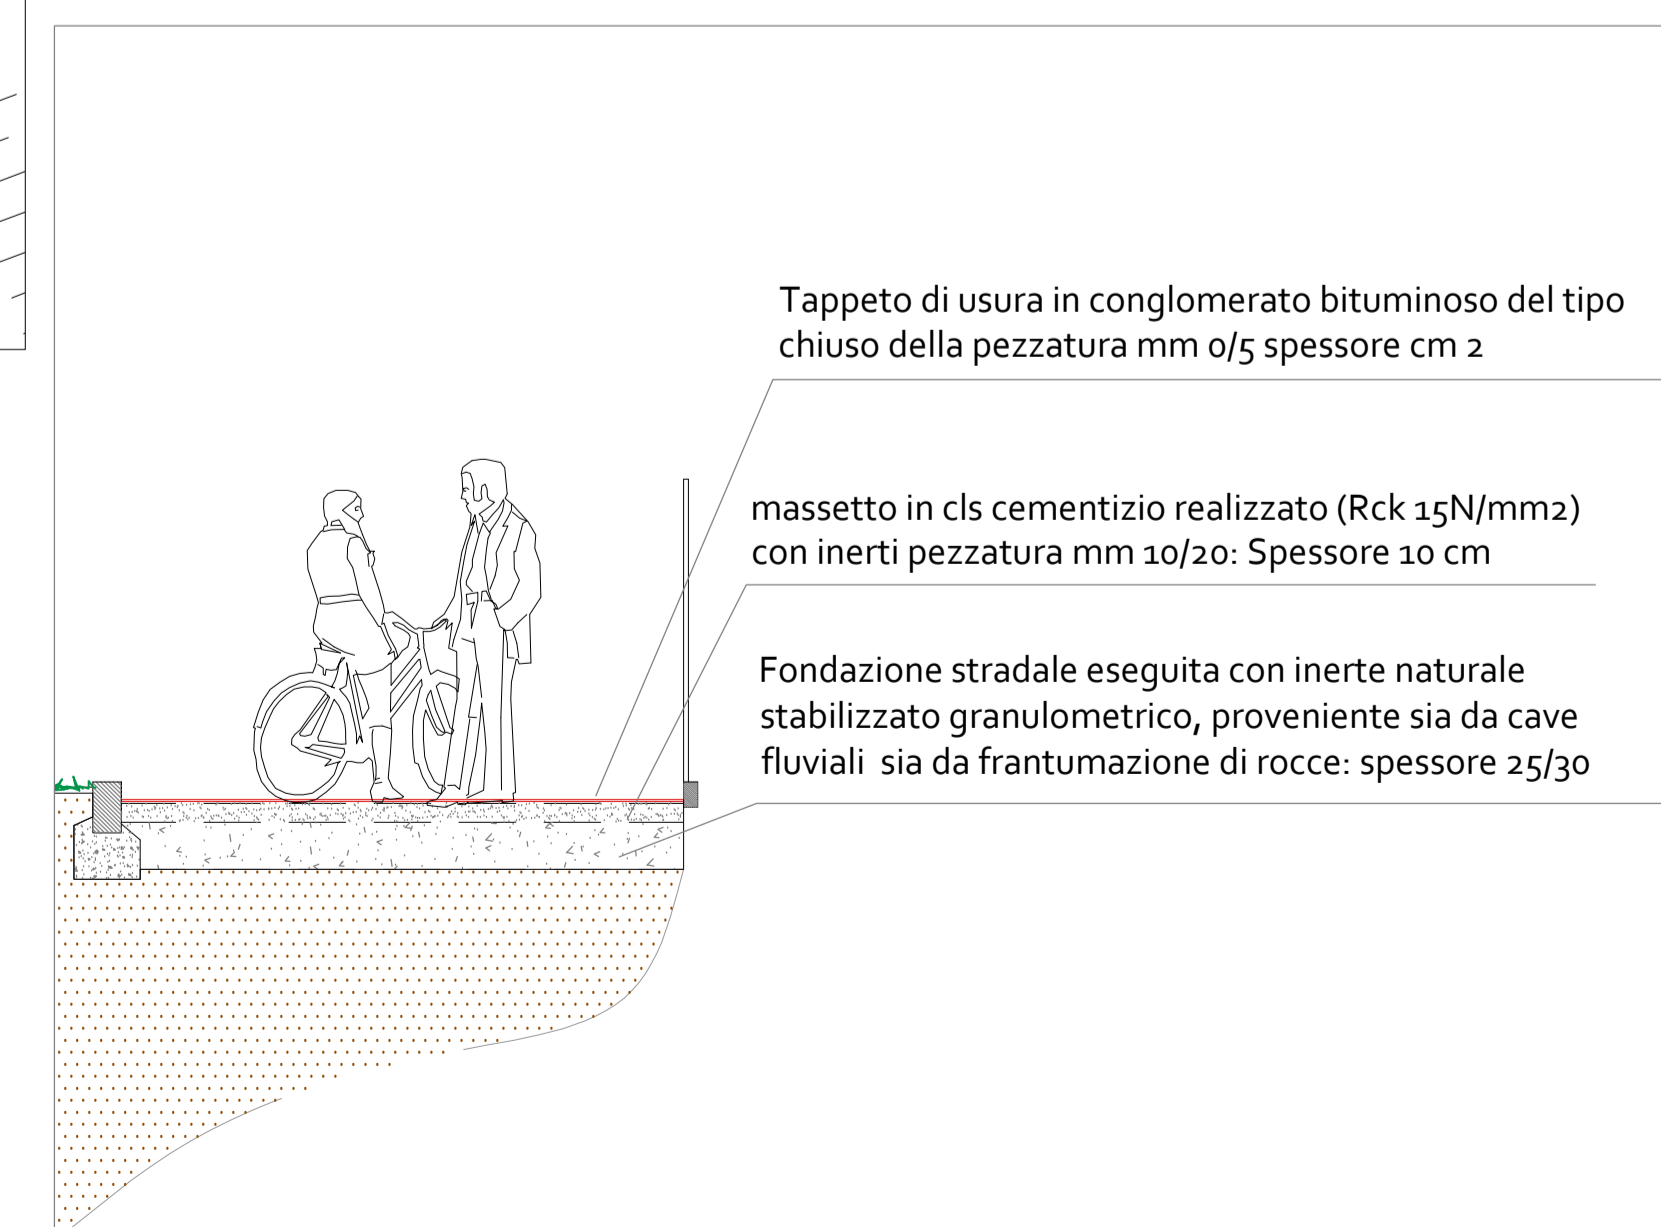 Tappeto di usura in conglomerato bituminoso del tipo
chiuso della pezzatura mm 0/5 spessore cm 2
massetto in cls cementizio realizzato (Rck 15N/mm2)
con inerti pezzatura mm 10/20: Spessore 10 cm
Fondazione stradale eseguita con inerte naturale
stabilizzato granulometrico, proveniente sia da cave
fluviali sia da frantumazione di rocce: spessore 25/30